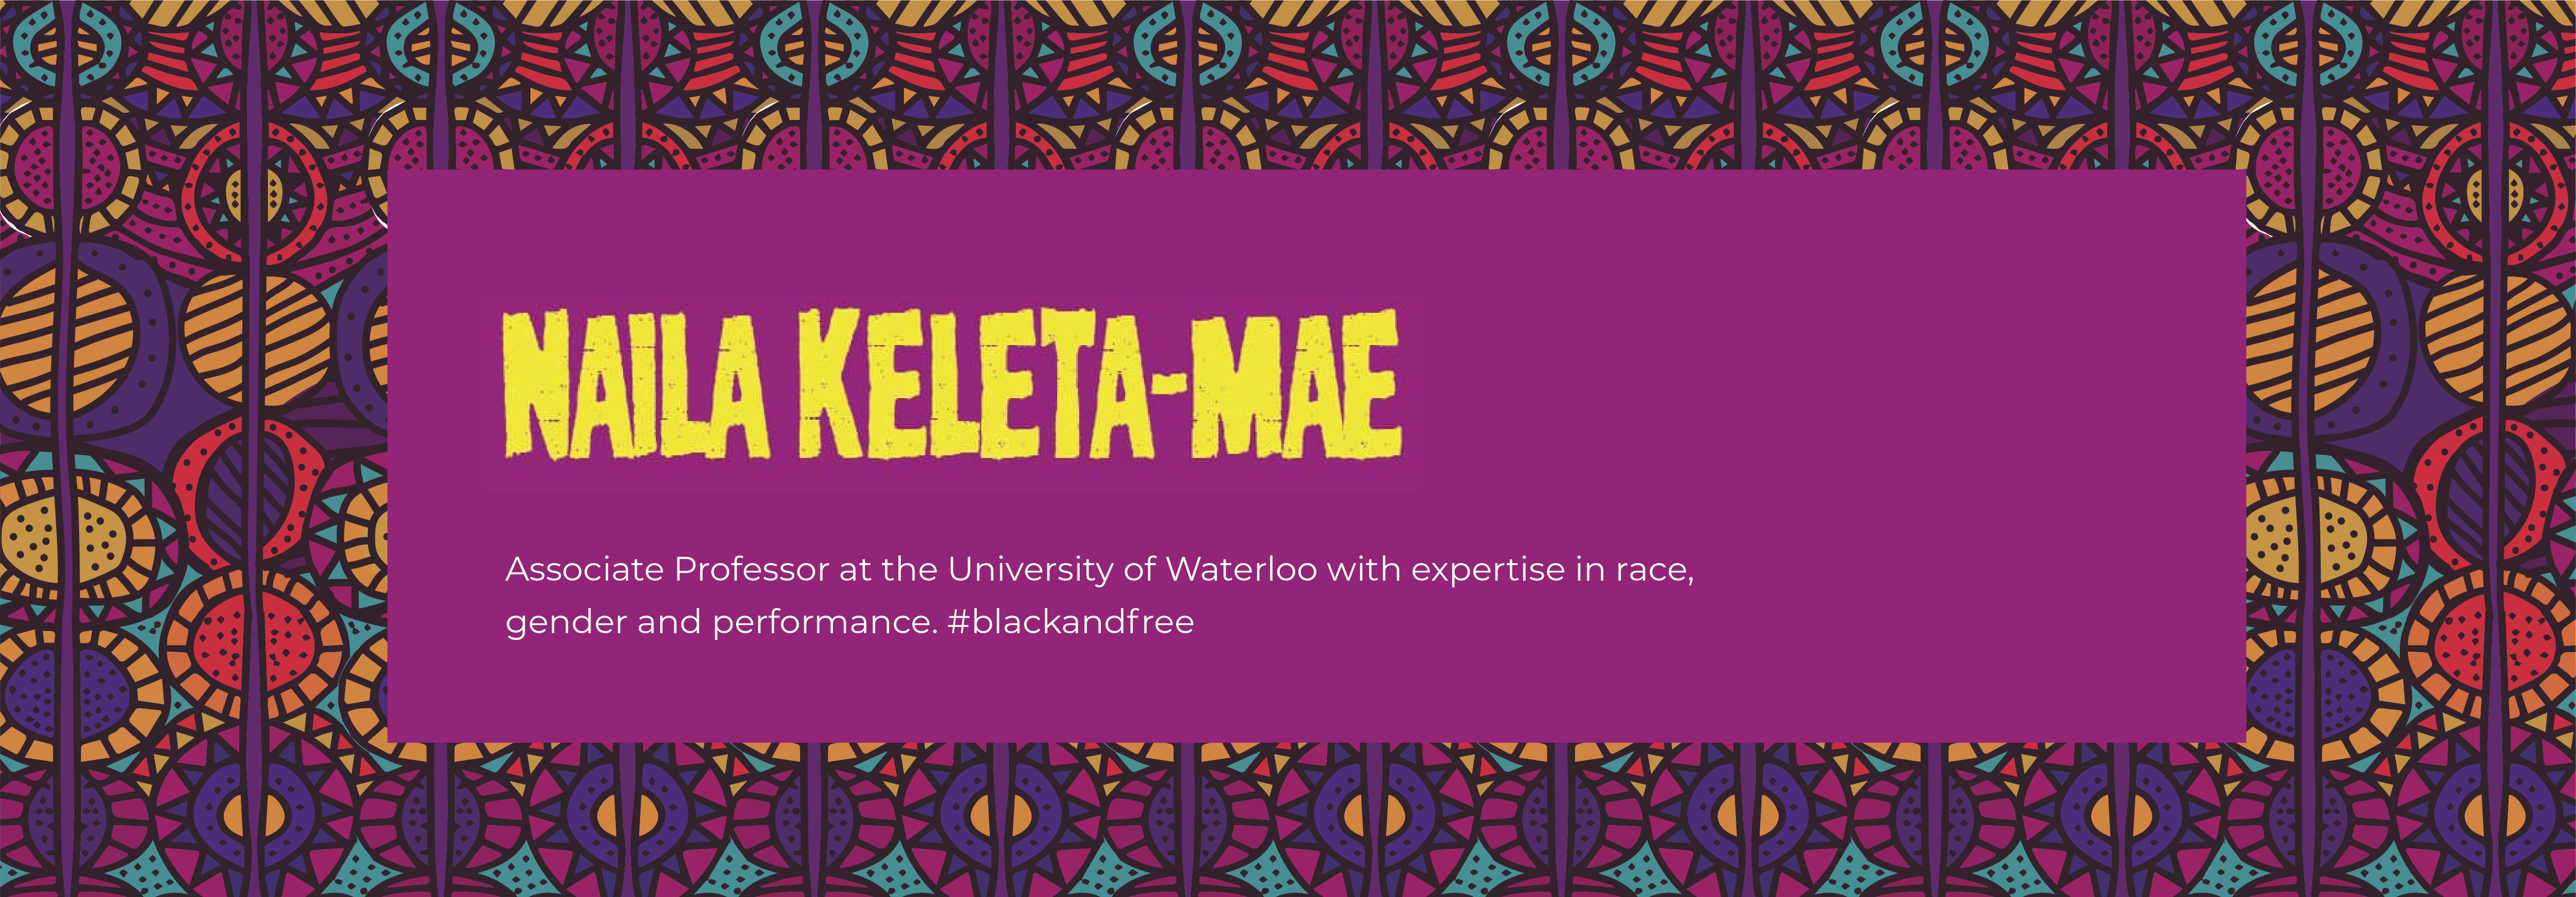 NAILA KELETA-MAE
Associate Professor at the University of Waterloo with expertise in race,
gender and performance. #blackandfree